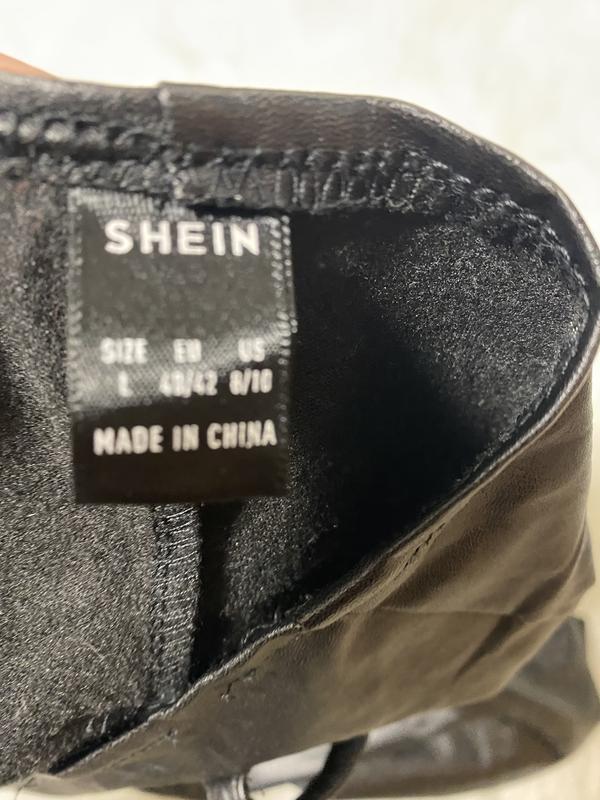 SHEIN
SIZE EU US
L 40/42 8/10
MADE IN CHINA